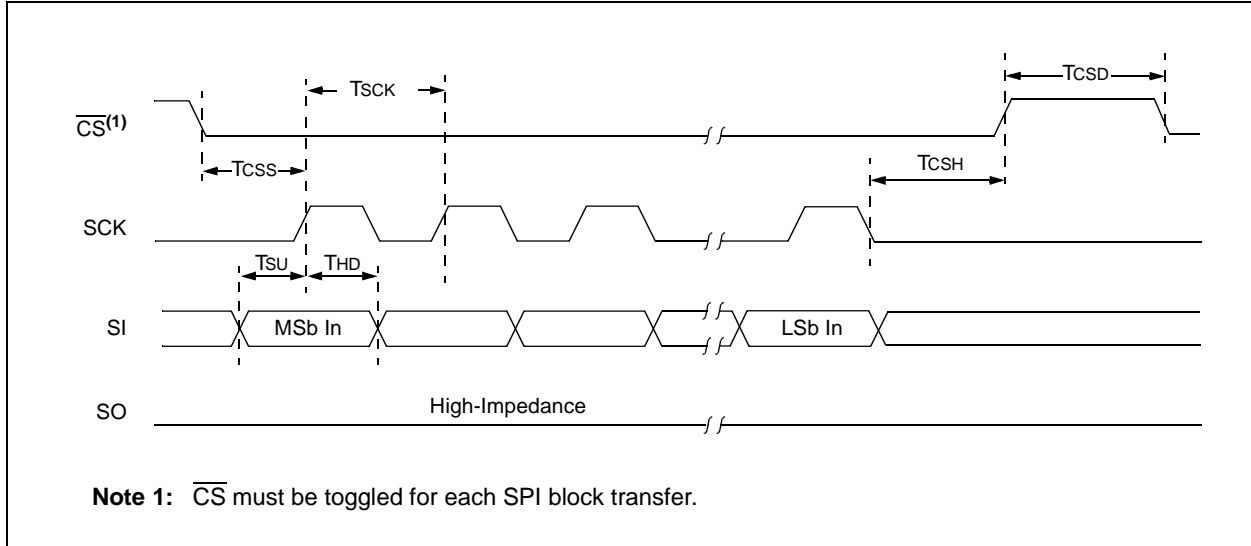 TCSD
TSCK
CS(1)
TCSS
TCSH
SCK
TSU
THD
SI
MSb In
LSb In
SO
High-Impedance
Note 1: CS must be toggled for each SPI block transfer.